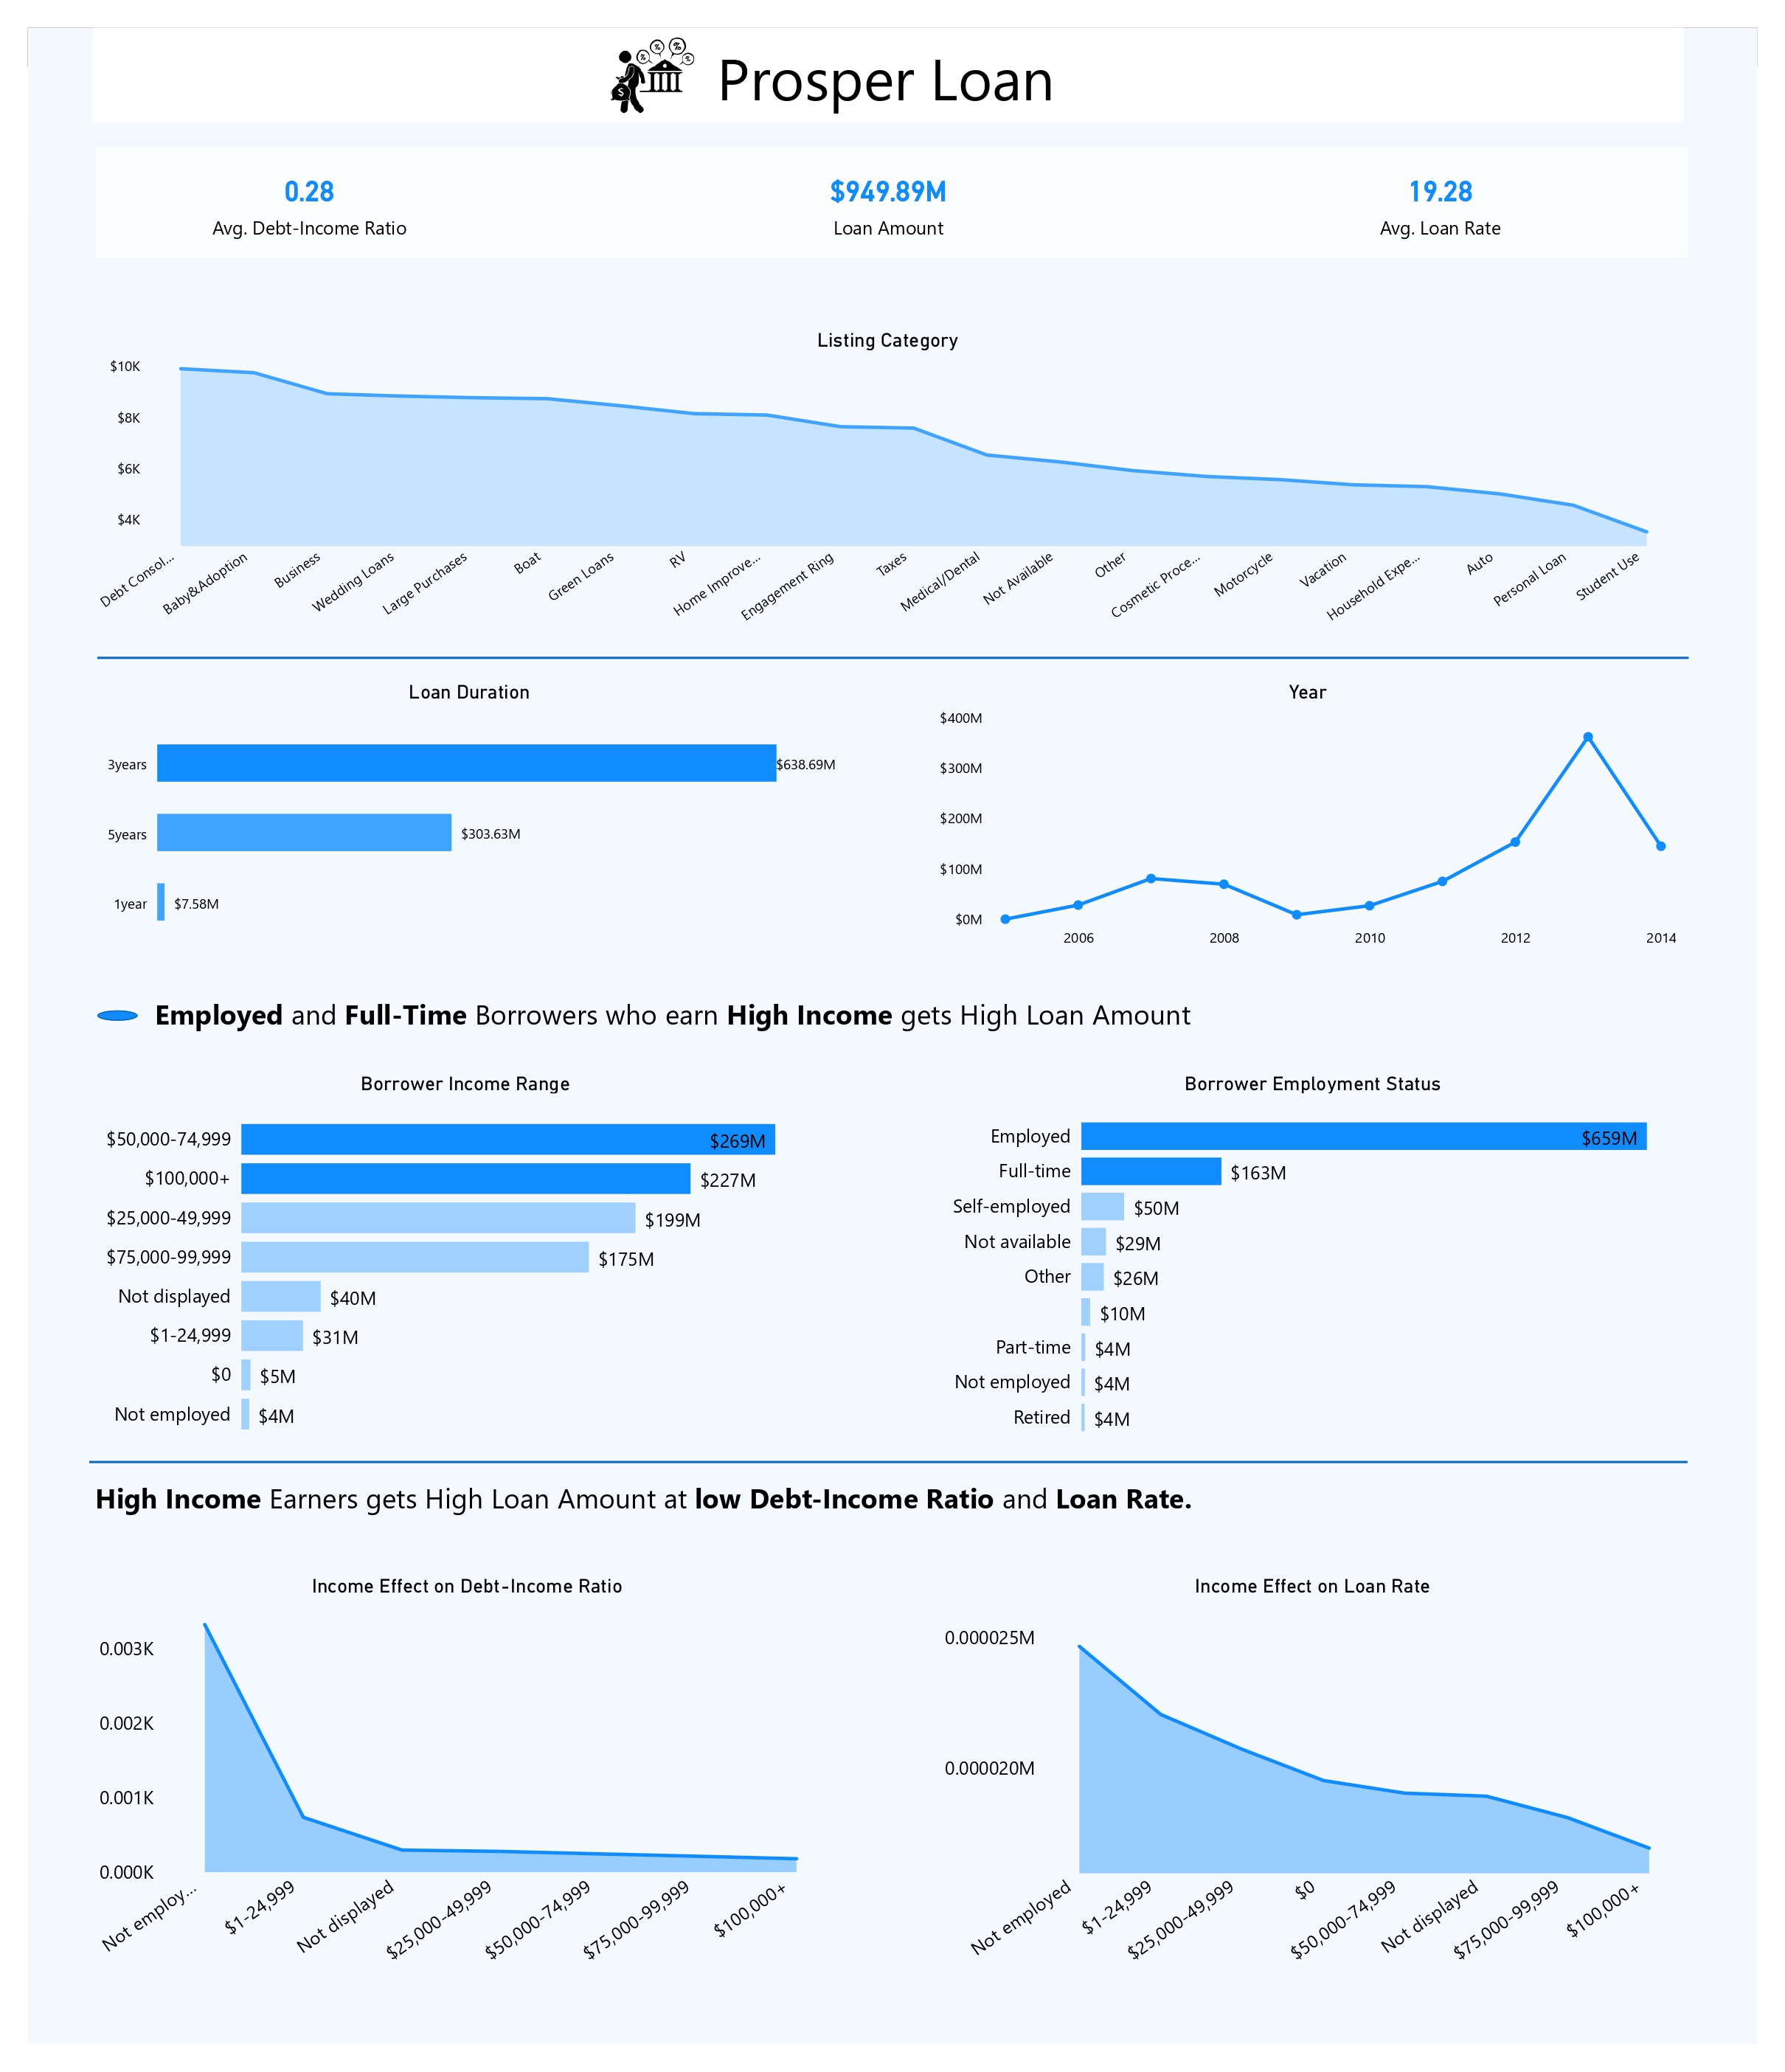 Prosper Loan
0.28
Avg. Debt-Income Ratio
$949.89M
Loan Amount
19.28
Avg. Loan Rate
Listing Category
$10K
$8K
$6K
$4K
Debt Consol...
Baby&Adoption
Business
Wedding Loans
Large Purchases
Boat
Green Loans
RV
Home Improve...
Engagement Ring
Taxes
Medical/Dental
Not Available
Other
Cosmetic Proce...
Motorcycle
Vacation
Household Expe...
Auto
Personal Loan
Student Use
Loan Duration
3years $638.69M
5years $303.63M
1year $7.58M
Year
$400M
$300M
$200M
$100M
$0M
2006 2008 2010 2012 2014
Employed and Full-Time Borrowers who earn High Income gets High Loan Amount
Borrower Income Range
$50,000-74,999 $269M
$100,000+ $227M
$25,000-49,999 $199M
$75,000-99,999 $175M
Not displayed $40M
$1-24,999 $31M
$0 $5M
Not employed $4M
Borrower Employment Status
Employed $659M
Full-time $163M
Self-employed $50M
Not available $29M
Other $26M
$10M
Part-time $4M
Not employed $4M
Retired $4M
High Income Earners gets High Loan Amount at low Debt-Income Ratio and Loan Rate.
Income Effect on Debt-Income Ratio
0.003K
0.002K
0.001K
0.000K
Not employ...
$1-24,999
Not displayed
$25,000-49,999
$50,000-74,999
$75,000-99,999
$100,000+
Income Effect on Loan Rate
0.000025M
0.000020M
Not employed
$1-24,999
$25,000-49,999
$0
$50,000-74,999
Not displayed
$75,000-99,999
$100,000+